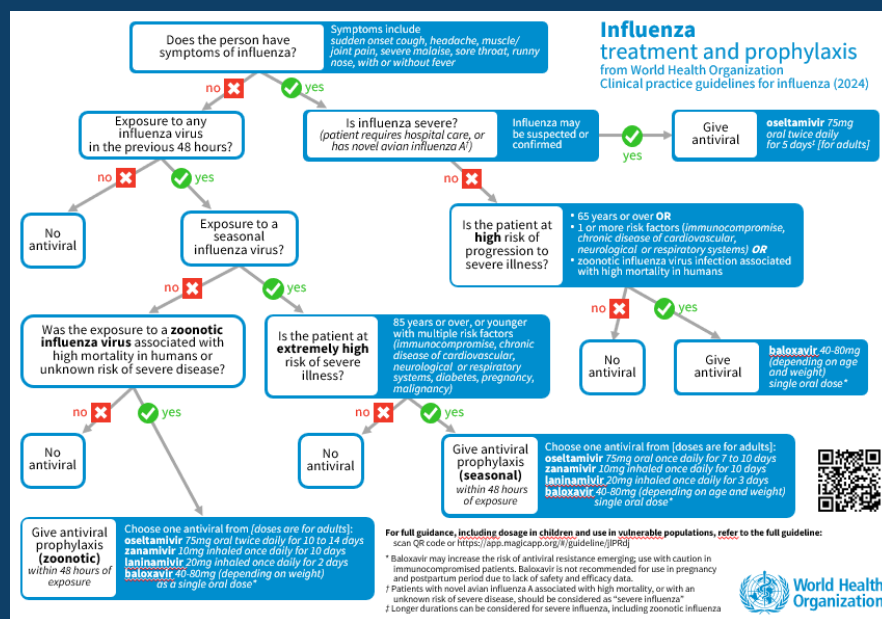 Influenza
treatment and prophylaxis
from World Health Organization
Clinical practice guidelines for influenza (2024)
Does the person have
symptoms of influenza?
Symptoms include
sudden onset cough, headache, muscle/
joint pain, severe malaise, sore throat, runny
nose, with or without fever
no
yes
Exposure to any
influenza virus
in the previous 48 hours?
Is influenza severe?
(patient requires hospital care, or
has novel avian influenza A†)
Influenza may
be suspected or
confirmed
yes
Give
antiviral
oseltamivir 75mg
oral twice daily
for 5 days‡ [for adults]
no
yes
no
No
antiviral
Exposure to a
seasonal
influenza virus?
Is the patient at
high risk of
progression to
severe illness?
• 65 years or over OR
• 1 or more risk factors (immunocompromise,
chronic disease of cardiovascular,
neurological or respiratory systems) OR
• zoonotic influenza virus infection associated
with high mortality in humans
no
yes
no
yes
Was the exposure to a zoonotic
influenza virus associated with
high mortality in humans or
unknown risk of severe disease?
Is the patient at
extremely high
risk of severe
illness?
85 years or over, or younger
with multiple risk factors
(immunocompromise, chronic
disease of cardiovascular,
neurological or respiratory
systems, diabetes, pregnancy,
malignancy)
No
antiviral
Give
antiviral
baloxavir 40-80mg
(depending on age
and weight)
single oral dose*
no
yes
no
yes
No
antiviral
No
antiviral
Give antiviral
prophylaxis
(seasonal)
within 48 hours
of exposure
Choose one antiviral from [doses are for adults]:
oseltamivir 75mg oral once daily for 7 to 10 days
zanamivir 10mg inhaled once daily for 10 days
laninamivir 20mg inhaled once daily for 3 days
baloxavir 40-80mg (depending on age and weight)
single oral dose*
Give antiviral
prophylaxis
(zoonotic)
within 48 hours of
exposure
Choose one antiviral from [doses are for adults]:
oseltamivir 75mg oral twice daily for 10 to 14 days
zanamivir 10mg inhaled once daily for 10 days
laninamivir 20mg inhaled once daily for 2 days
baloxavir 40-80mg (depending on weight)
as a single oral dose*
For full guidance, including dosage in children and use in vulnerable populations, refer to the full guideline:
scan QR code or https://app.magicapp.org/#/guideline/jlPRdj
* Baloxavir may increase the risk of antiviral resistance emerging; use with caution in
immunocompromised patients. Baloxavir is not recommended for use in pregnancy
and postpartum period due to lack of safety and efficacy data.
† Patients with novel avian influenza A associated with high mortality, or with an
unknown risk of severe disease, should be considered as "severe influenza"
‡ Longer durations can be considered for severe influenza, including zoonotic influenza
World Health
Organization